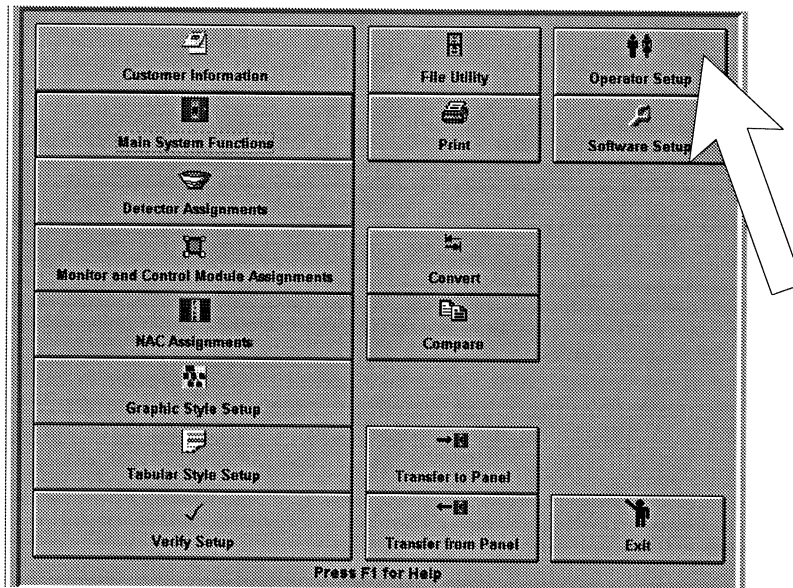 Customer Information
File Utility
Operator Setup
Main System Functions
Print
Software Setup
Detector Assignments
Monitor and Control Module Assignments
Convert
NAC Assignments
Compare
Graphic Style Setup
Tabular Style Setup
Transfer to Panel
Verify Setup
Transfer from Panel
Exit
Press F1 for Help